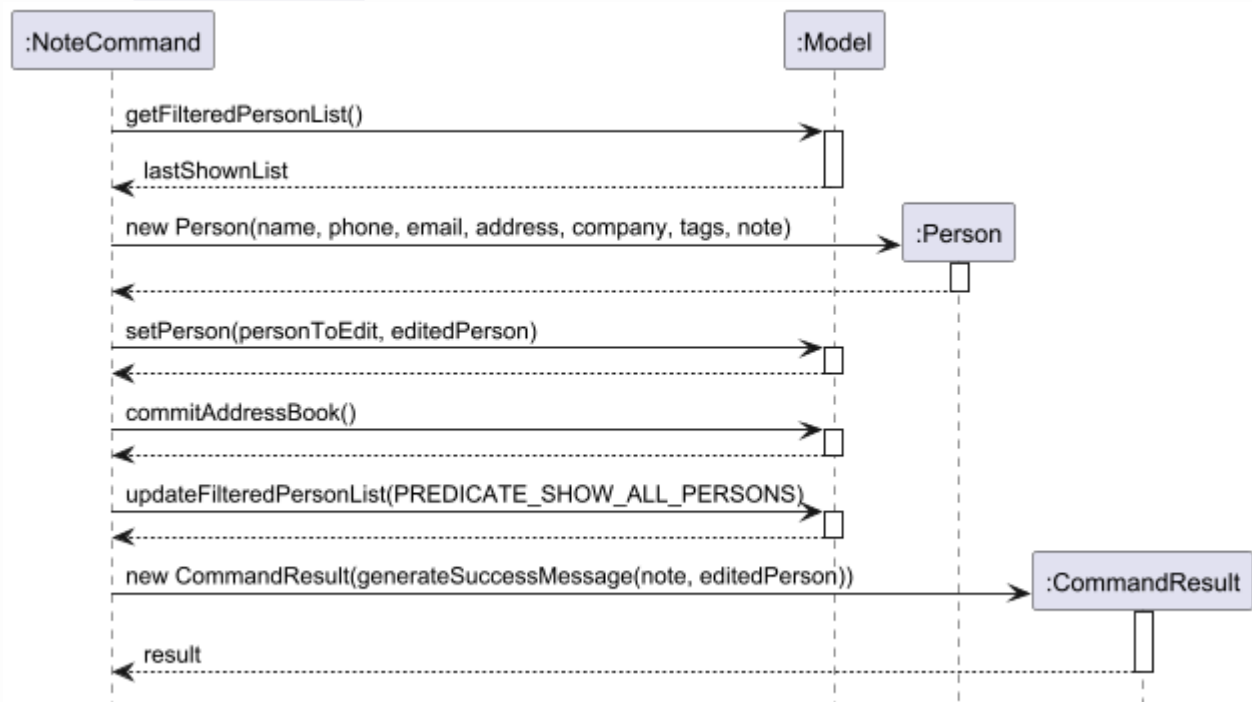 :NoteCommand
:Model
getFilteredPersonList()
lastShownList
new Person(name, phone, email, address, company, tags, note)
:Person
setPerson(personToEdit, editedPerson)
commitAddressBook()
updateFilteredPersonList(PREDICATE_SHOW_ALL_PERSONS)
new CommandResult(generateSuccessMessage(note, editedPerson))
:CommandResult
result